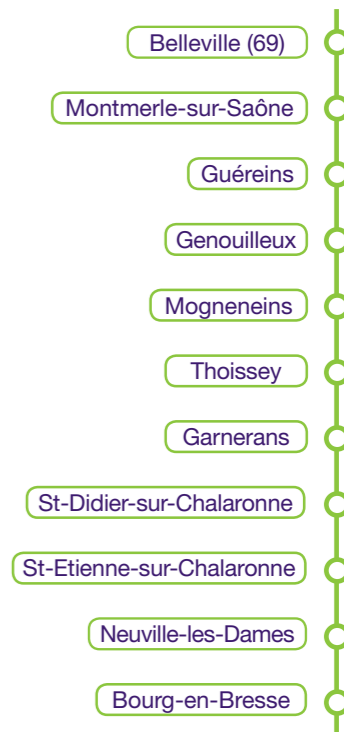 Belleville (69)
Montmerle-sur-Saône
Guéreins
Genouilleux
Mogneneins
Thoissey
Garnerans
St-Didier-sur-Chalaronne
St-Etienne-sur-Chalaronne
Neuville-les-Dames
Bourg-en-Bresse